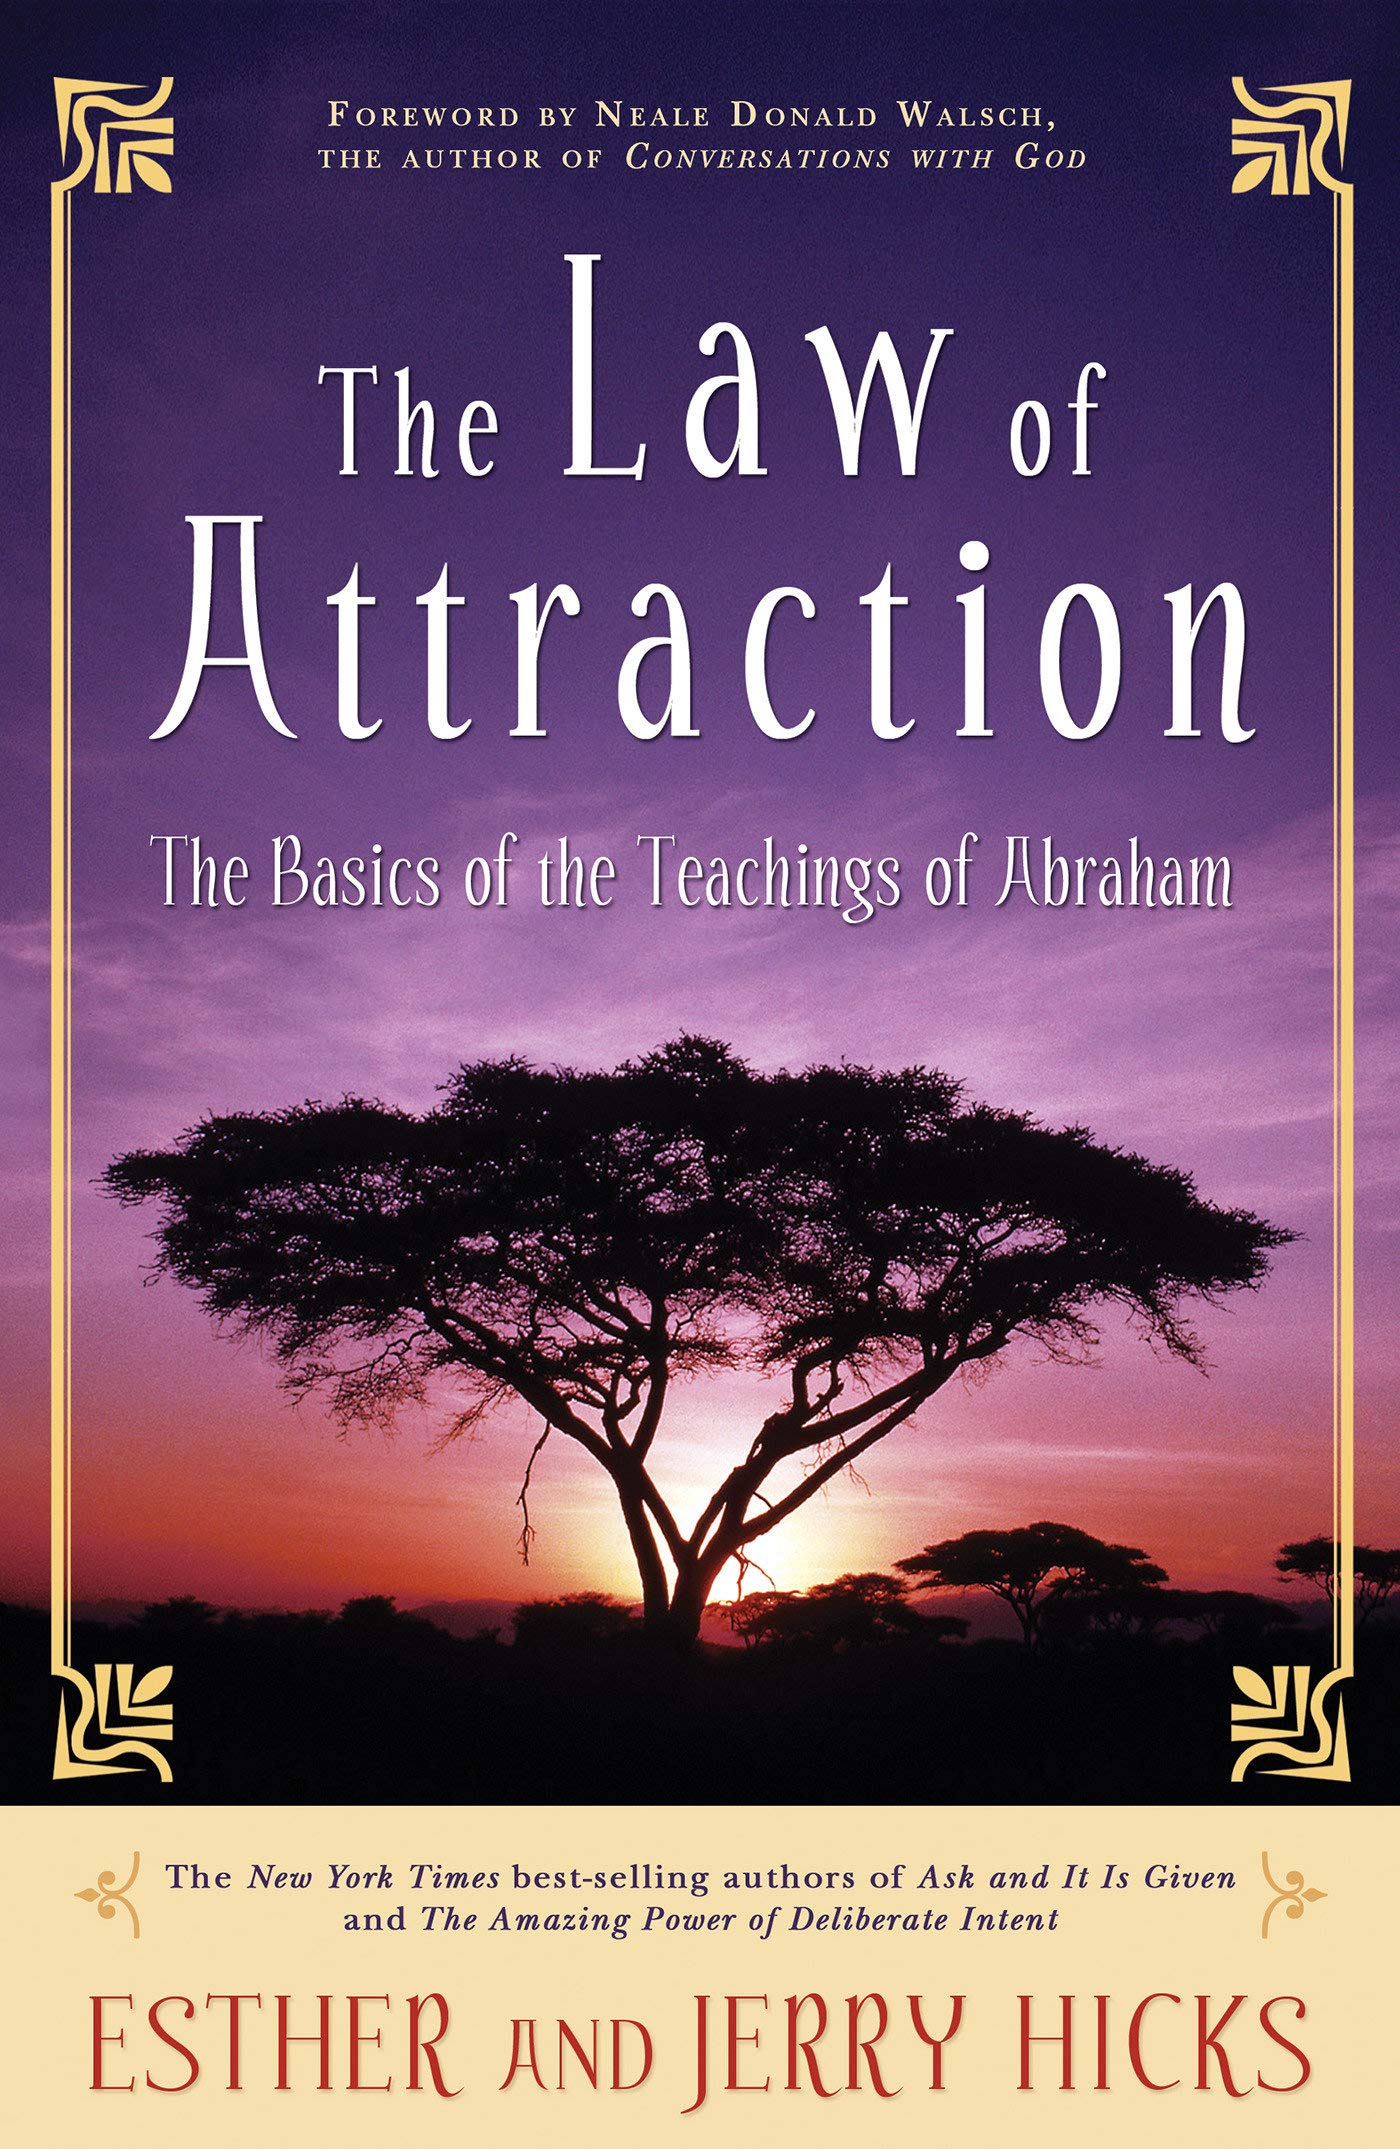 Foreword by Neale Donald Walsch,
the author of Conversations with God
The Law of
Attraction
The Basics of the Teachings of Abraham
The New York Times best-selling authors of Ask and It Is Given
and The Amazing Power of Deliberate Intent
ESTHER AND JERRY HICKS